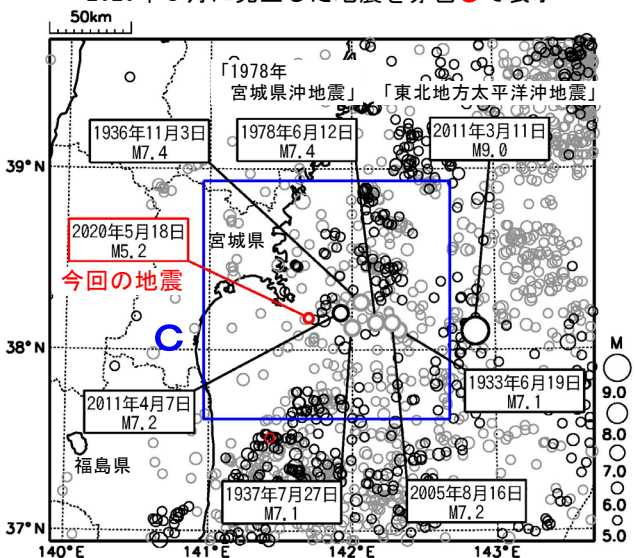 50km
「1978年
宮城県沖地震」
「東北地方太平洋沖地震」
1936年11月3日
M7.4
1978年6月12日
M7.4
2011年3月11日
M9.0
39°N
2020年5月18日
M5.2
今回の地震
宮城県
C
38°N
2011年4月7日
M7.2
1933年6月19日
M7.1
福島県
1937年7月27日
M7.1
2005年8月16日
M7.2
37°N
140°E
141°E
142°E
143°E
M
9.0
8.0
7.0
6.0
5.0